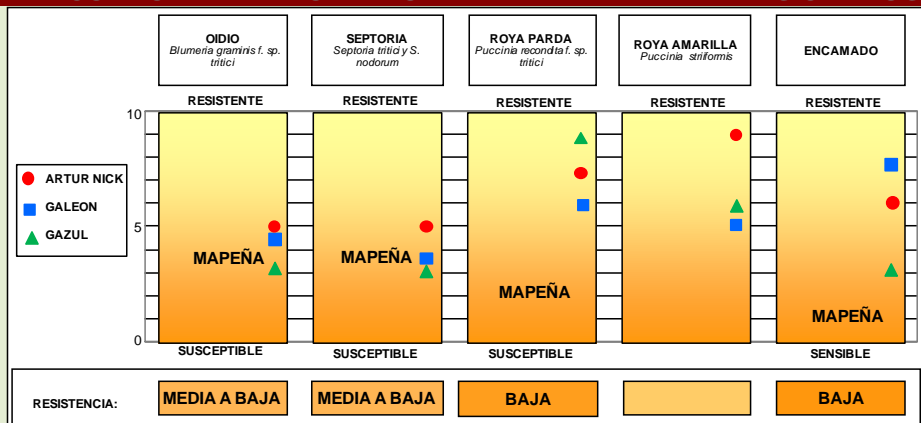 OIDIO
Blumeria graminis f. sp.
tritici
SEPTORIA
Septoria tritici y S.
nodorum
ROYA PARDA
Puccinia recondita f. sp.
tritici
ROYA AMARILLA
Puccinia striiformis
ENCAMADO
RESISTENTE
RESISTENTE
RESISTENTE
RESISTENTE
RESISTENTE
10
5
0
ARTUR NICK
GALEON
GAZUL
MAPEÑA
MAPEÑA
MAPEÑA
MAPEÑA
SUSCEPTIBLE
SUSCEPTIBLE
SUSCEPTIBLE
SENSIBLE
RESISTENCIA:
MEDIA A BAJA
MEDIA A BAJA
BAJA
BAJA